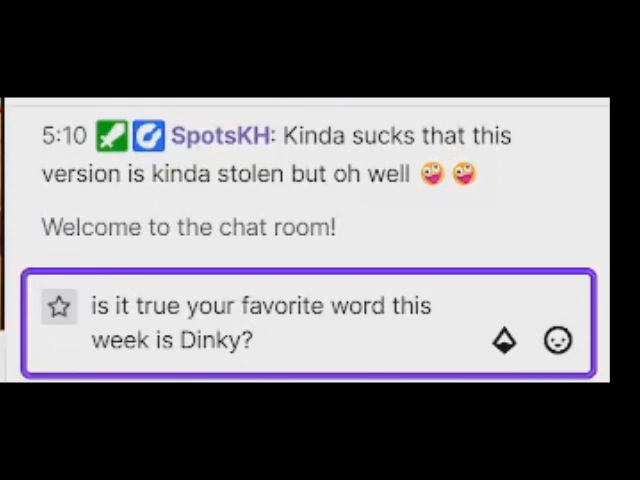 5:10 SpotsKH: Kinda sucks that this
version is kinda stolen but oh well 🤪 🤪
Welcome to the chat room!
is it true your favorite word this
week is Dinky?